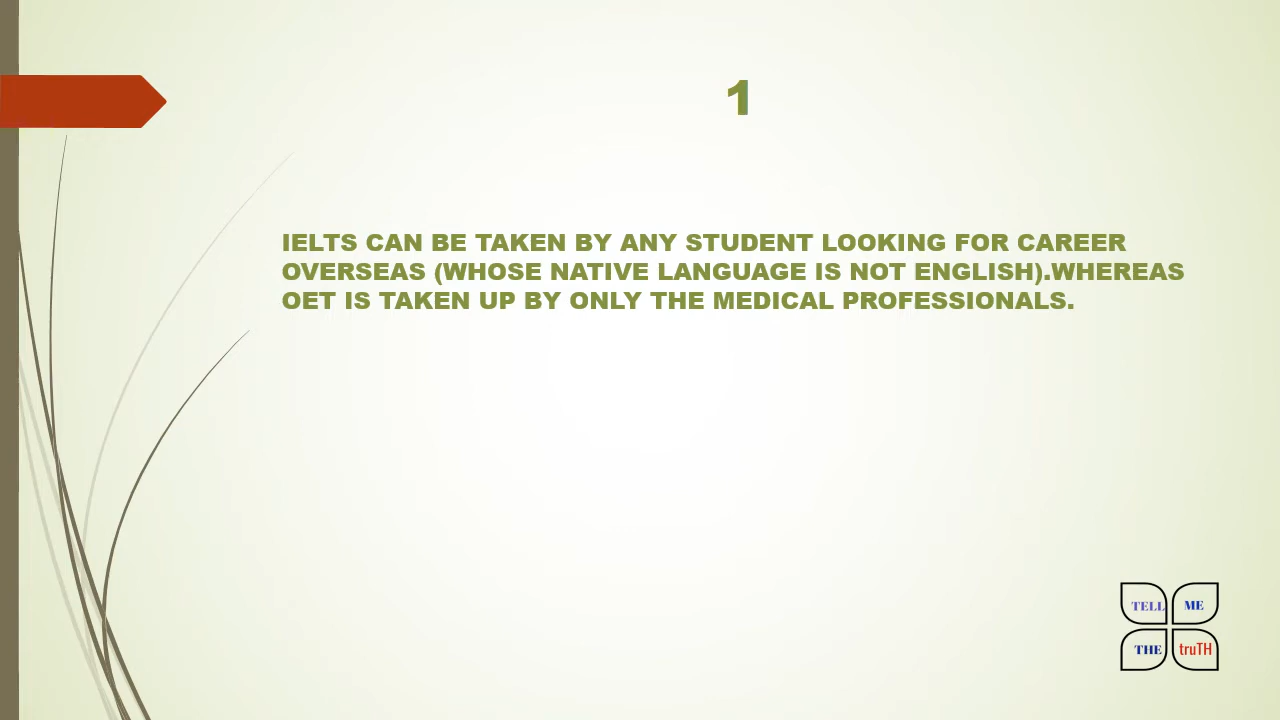 1
IELTS CAN BE TAKEN BY ANY STUDENT LOOKING FOR CAREER
OVERSEAS (WHOSE NATIVE LANGUAGE IS NOT ENGLISH).WHEREAS
OET IS TAKEN UP BY ONLY THE MEDICAL PROFESSIONALS.
TELL ME
THE truTH